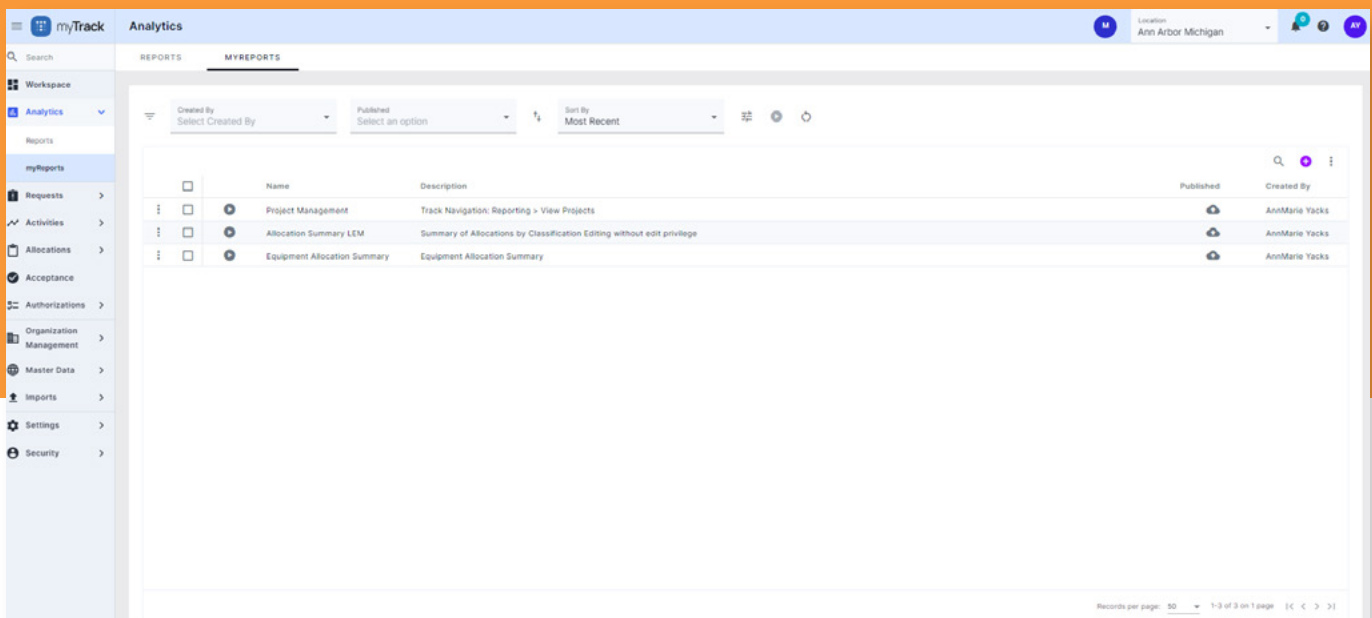 myTrack
Analytics
M
Location
Ann Arbor Michigan
0
AY
Search
REPORTS
MYREPORTS
Workspace
Analytics
Reports
myReports
Requests
Activities
Allocations
Acceptance
Authorizations
Organization
Management
Master Data
Imports
Settings
Security
Created By
Select Created By
Published
Select an option
Sort By
Most Recent
Name Description Published Created By
Project Management Track Navigation: Reporting > View Projects AnnMarie Yacks
Allocation Summary LEM Summary of Allocations by Classification Editing without edit privilege AnnMarie Yacks
Equipment Allocation Summary Equipment Allocation Summary AnnMarie Yacks
Records per page: 50 1-3 of 3 on 1 page